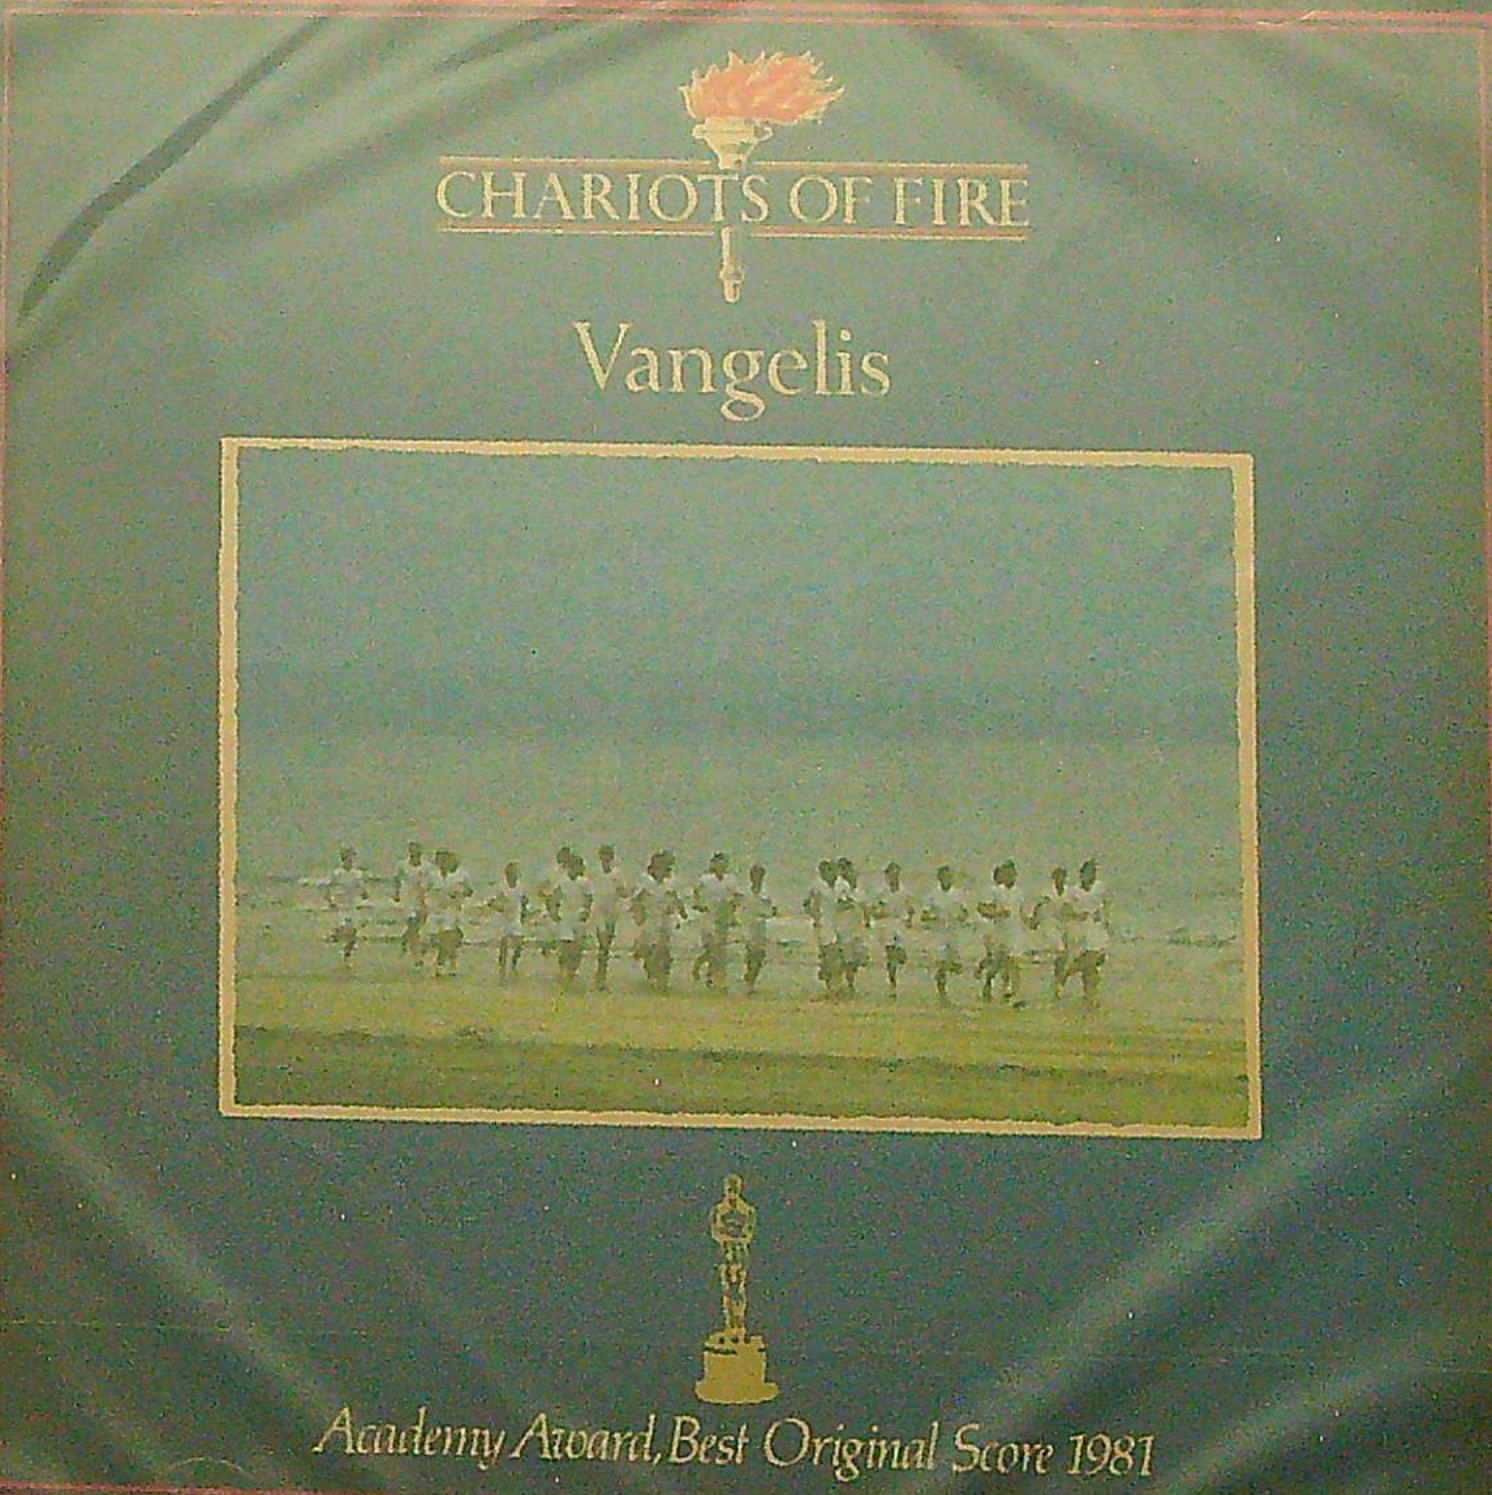 CHARIOTS OF FIRE
Vangelis
Academy Award, Best Original Score 1981